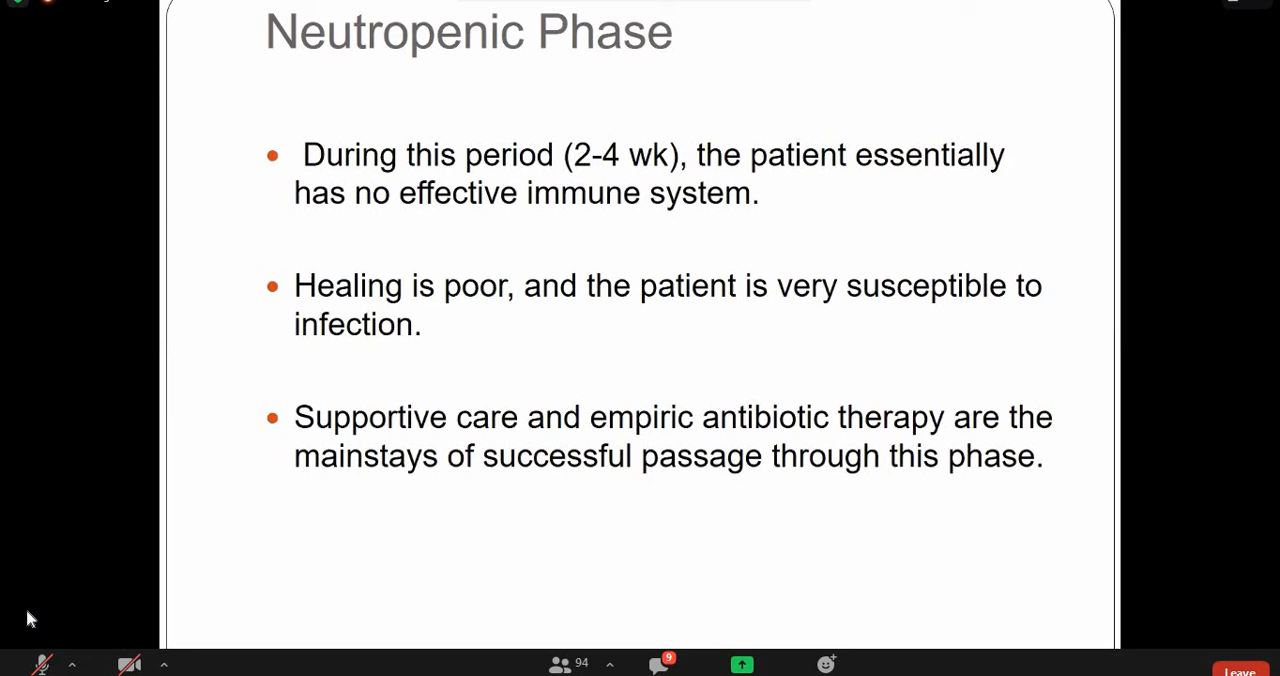 Neutropenic Phase
• During this period (2-4 wk), the patient essentially
has no effective immune system.
• Healing is poor, and the patient is very susceptible to
infection.
• Supportive care and empiric antibiotic therapy are the
mainstays of successful passage through this phase.
94
9
Leave